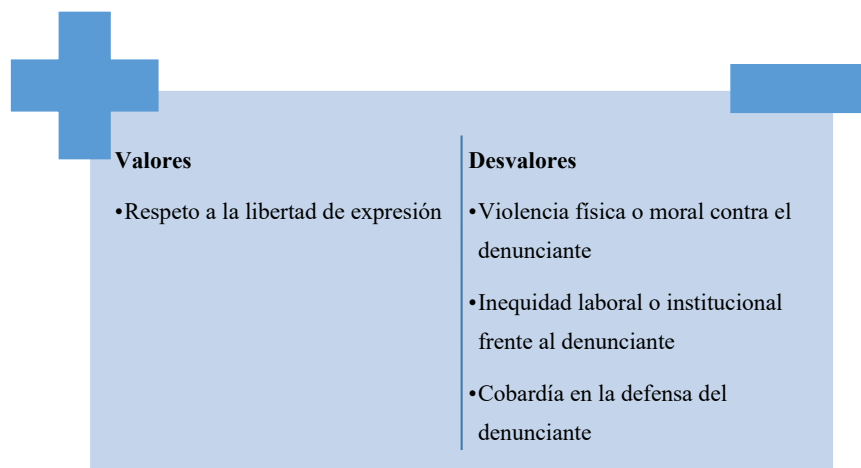 Valores
•Respeto a la libertad de expresión
Desvalores
•Violencia física o moral contra el
denunciante
•Inequidad laboral o institucional
frente al denunciante
•Cobardía en la defensa del
denunciante